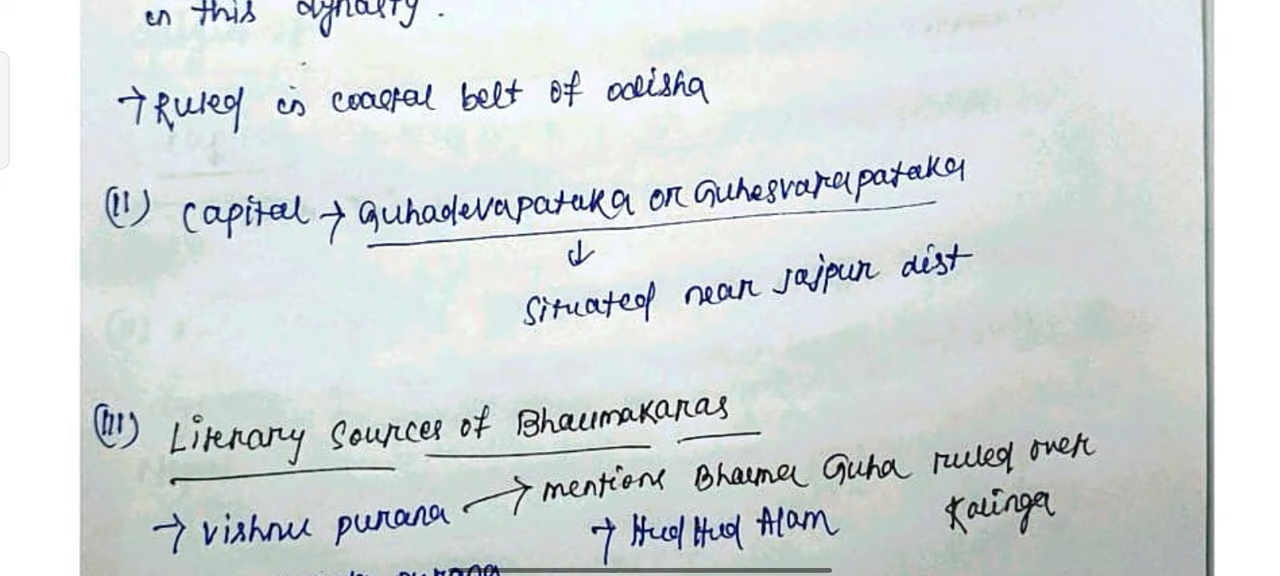 in this dynasty.
→ Ruled in coastal belt of odisha
(II) Capital → Guhadevapataka or Guhesvarapataka
↓
Situated near Jajpur dist
(III) Literary Sources of Bhaumakaras
→ vishnu purana → mentions Bhauma Guha ruled over Kalinga
→ Hud Hud Alam
purana